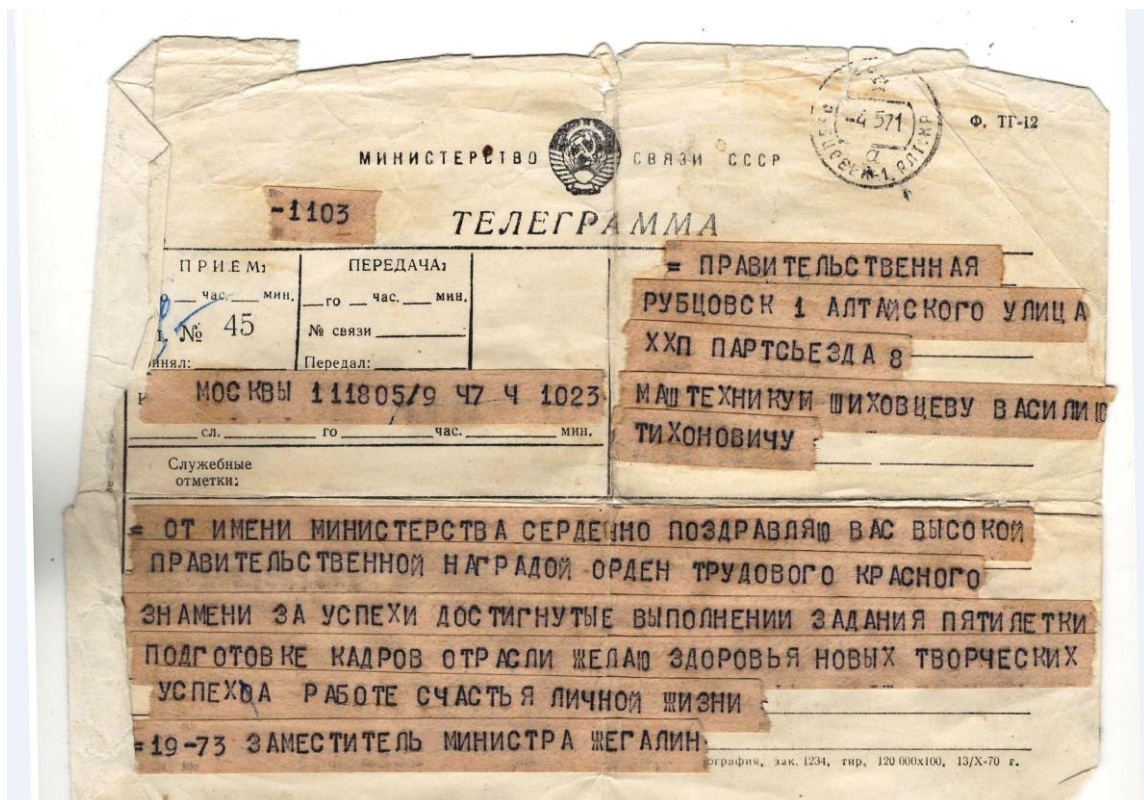 Ф. ТГ-12
-4 571
МИНИСТЕРСТВО СВЯЗИ СССР
-1103
ТЕЛЕГРАММА
ПРИЕМ:
час. мин.
№ 45
ПЕРЕДАЧА:
го час. мин.
№ связи
Передал:
МОСКВЫ 111805/9 Ч7 Ч 1023
сл. го час. мин.
Служебные
отметки:
= ПРАВИТЕЛЬСТВЕННАЯ
РУБЦОВСК 1 АЛТАЙСКОГО УЛИЦА
ХХП ПАРТСЬЕЗДА 8
МАШТЕХНИКУМ ШИХОВЦЕВУ ВАСИЛИЮ
ТИХОНОВИЧУ =
= ОТ ИМЕНИ МИНИСТЕРСТВА СЕРДЕЧНО ПОЗДРАВЛЯЮ ВАС ВЫСОКОЙ
ПРАВИТЕЛЬСТВЕННОЙ НАГРАДОЙ ОРДЕН ТРУДОВОГО КРАСНОГО
ЗНАМЕНИ ЗА УСПЕХИ ДОСТИГНУТЫЕ ВЫПОЛНЕНИИ ЗАДАНИЯ ПЯТИЛЕТКИ
ПОДГОТОВКЕ КАДРОВ ОТРАСЛИ ЖЕЛАЮ ЗДОРОВЬЯ НОВЫХ ТВОРЧЕСКИХ
РАБОТЕ СЧАСТЬЯ ЛИЧНОЙ ЖИЗНИ
=19-73 ЗАМЕСТИТЕЛЬ МИНИСТРА ЖЕГАЛИН
зак. 1234, тир. 120 000х100, 13/Х-70 г.